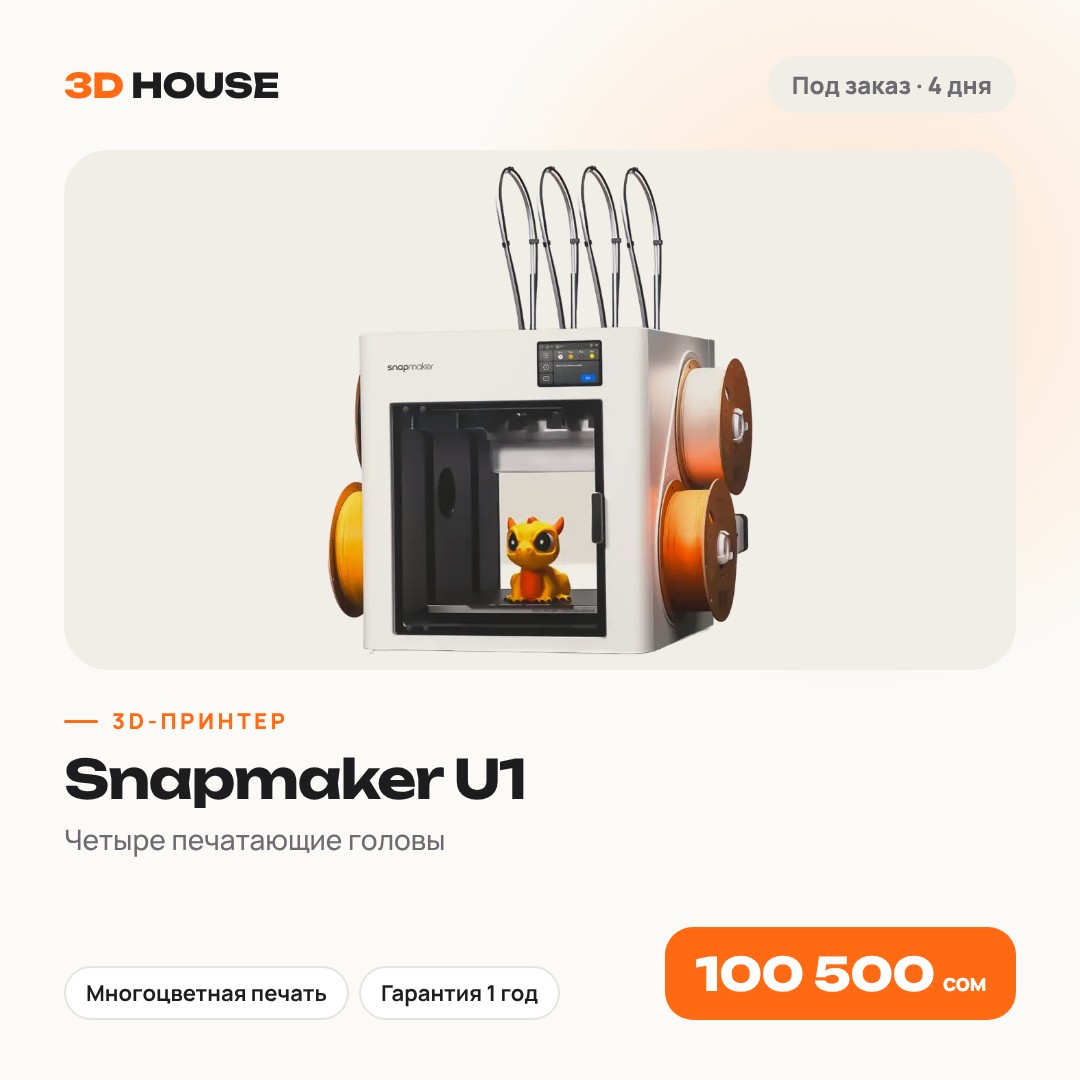 3D HOUSE
Под заказ · 4 дня
snapmaker
3D-ПРИНТЕР
Snapmaker U1
Четыре печатающие головы
Многоцветная печать
Гарантия 1 год
100 500 сом